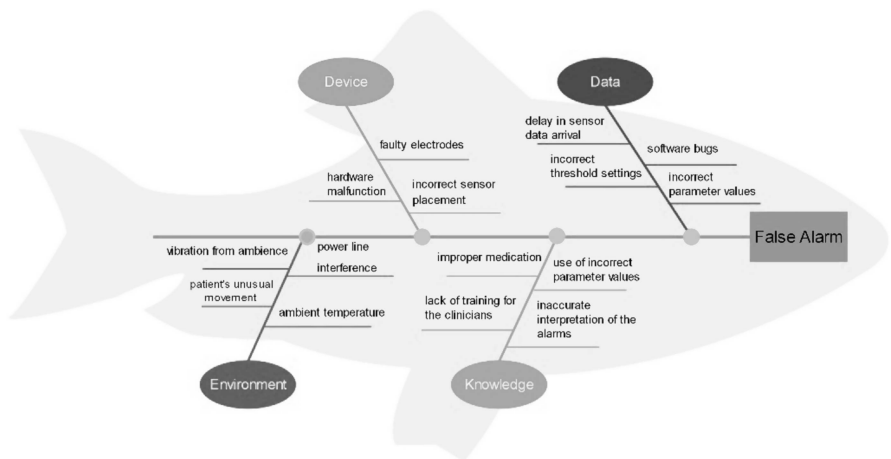 Device
Data
faulty electrodes
hardware
malfunction
incorrect sensor
placement
delay in sensor
data arrival
software bugs
incorrect
threshold settings
incorrect
parameter values
False Alarm
vibration from ambience
power line
interference
patient's unusual
movement
ambient temperature
improper medication
use of incorrect
parameter values
lack of training for
the clinicians
inaccurate
interpretation of the
alarms
Environment
Knowledge